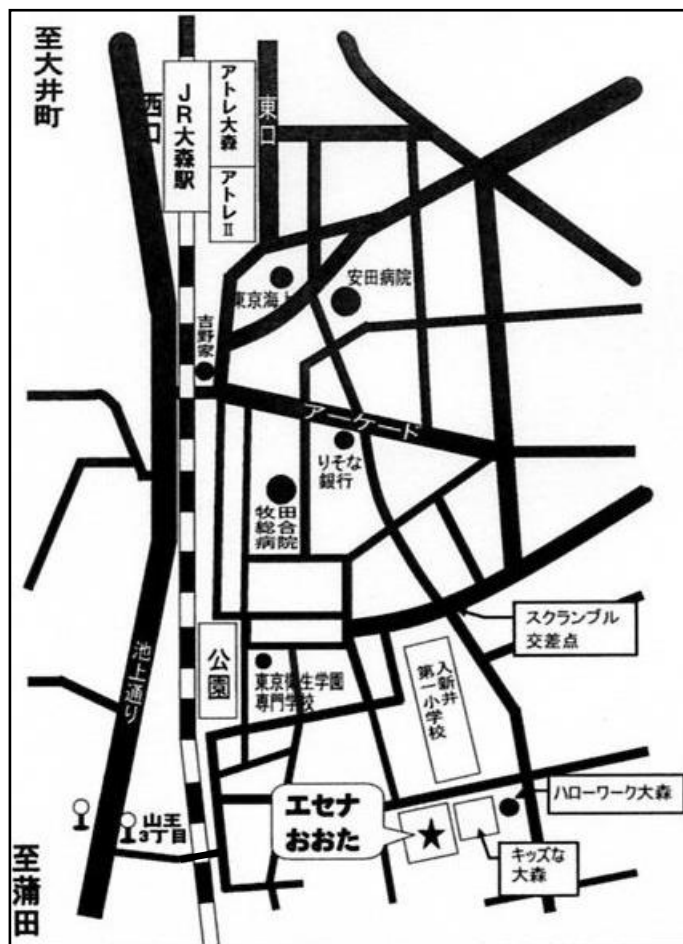 至大井町
西口
JR大森駅
アトレ大森
アトレⅡ
東口
東京海上
安田病院
吉野家
アーケード
りそな
銀行
牧田
総合
病院
スクランブル
交差点
公園
東京衛生学園
専門学校
入新井
第一小学校
池上通り
ハローワーク大森
エセナ
おおた
山王
3丁目
キッズな
大森
至蒲田